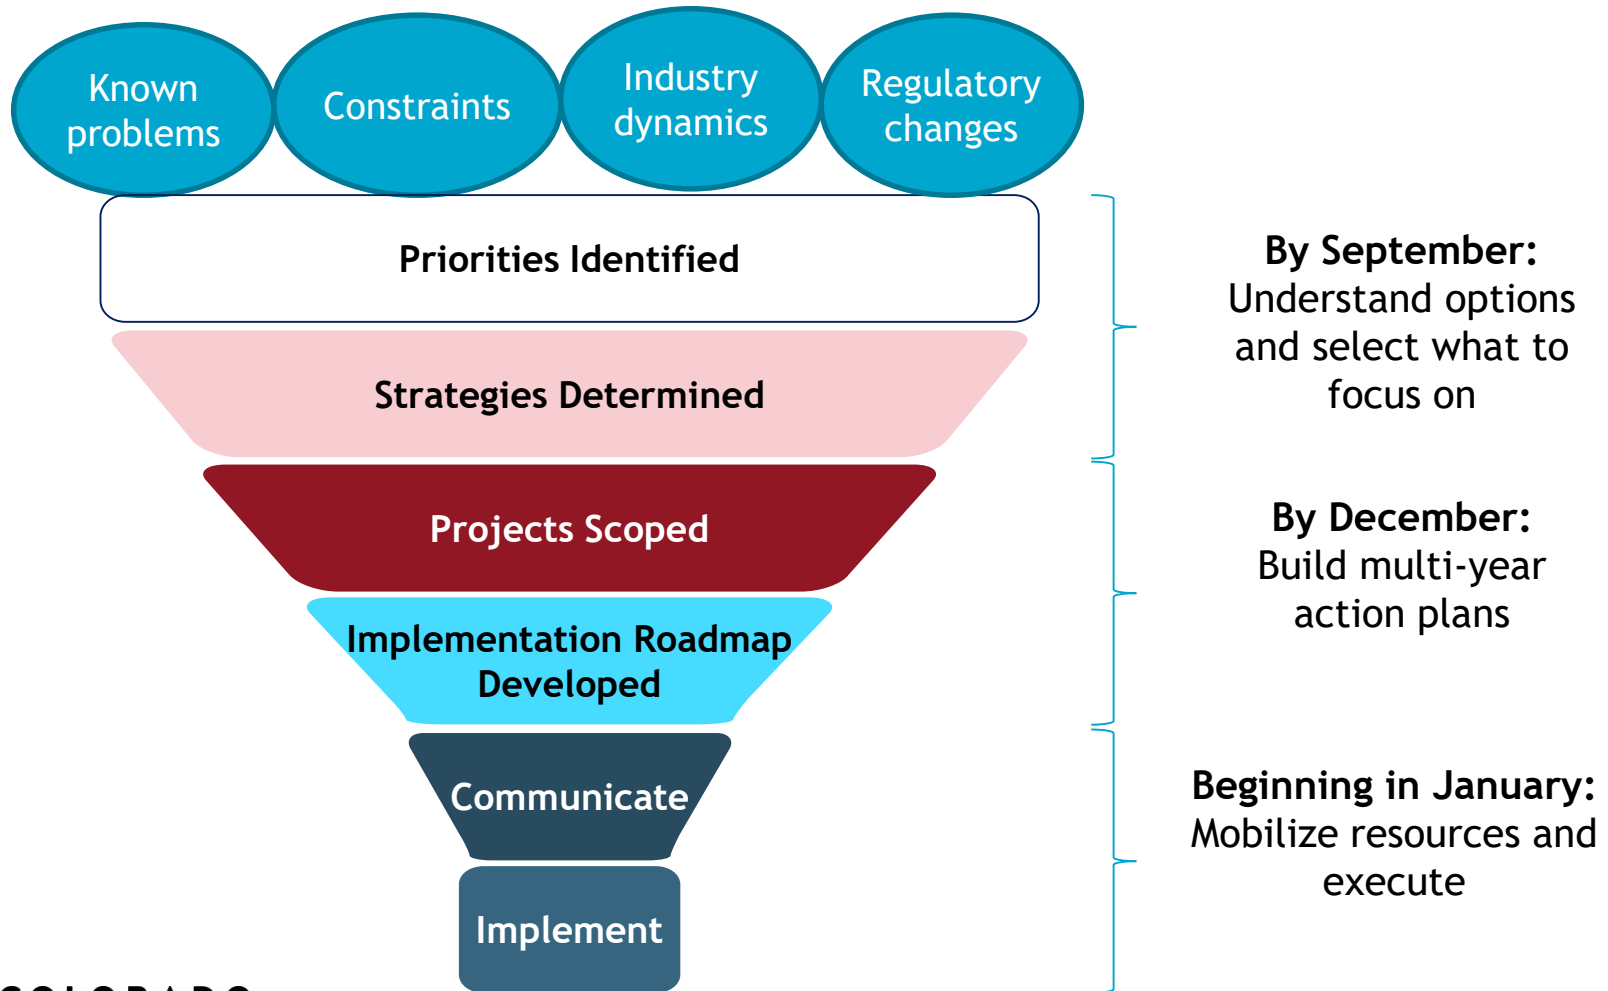 Known
problems
Constraints
Industry
dynamics
Regulatory
changes
Priorities Identified
Strategies Determined
Projects Scoped
Implementation Roadmap
Developed
Communicate
Implement
By September:
Understand options
and select what to
focus on
By December:
Build multi-year
action plans
Beginning in January:
Mobilize resources and
execute
COLORADO